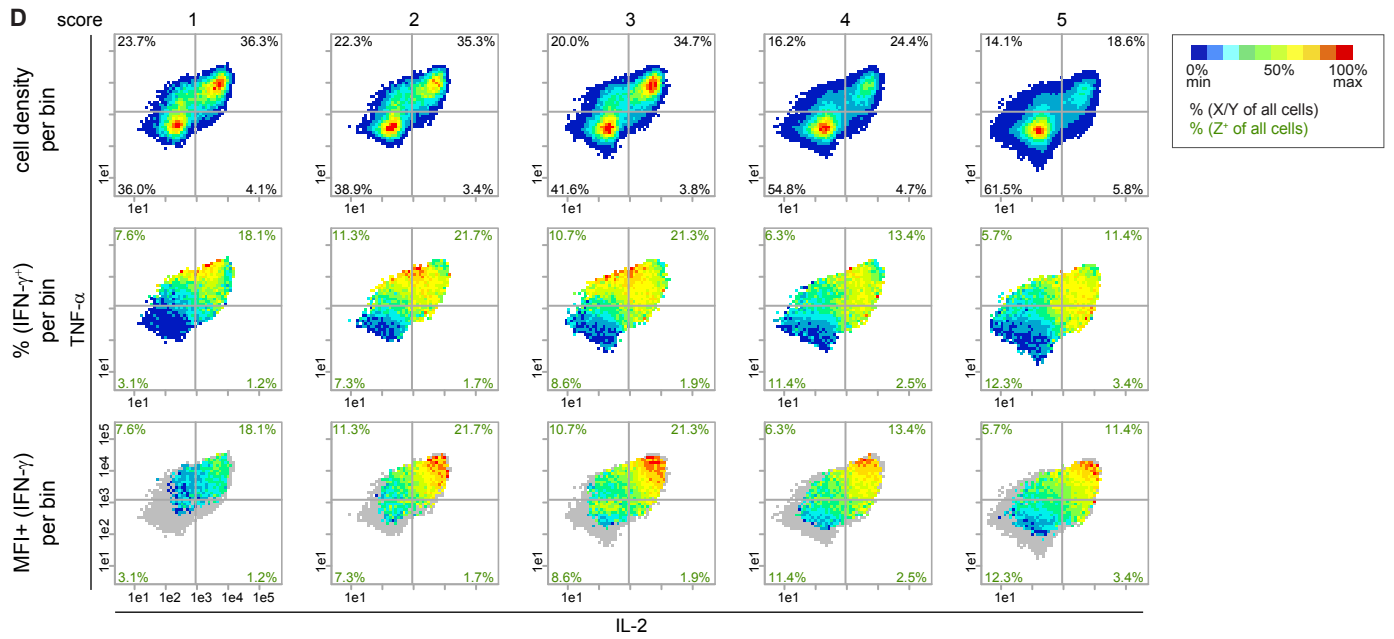 D score 1 2 3 4 5
23.7% 36.3% 22.3% 35.3% 20.0% 34.7% 16.2% 24.4% 14.1% 18.6%
0% 50% 100%
min max
% (X/Y of all cells)
% (Z⁺ of all cells)
cell density
per bin
1e1
36.0% 4.1% 38.9% 3.4% 41.6% 3.8% 54.8% 4.7% 61.5% 5.8%
1e1 1e1 1e1 1e1 1e1
1e1 1e1 1e1 1e1
7.6% 18.1% 11.3% 21.7% 10.7% 21.3% 6.3% 13.4% 5.7% 11.4%
% (IFN-γ⁺)
per bin
TNF-α
1e1 1e1 1e1 1e1 1e1
3.1% 1.2% 7.3% 1.7% 8.6% 1.9% 11.4% 2.5% 12.3% 3.4%
1e1 1e1 1e1 1e1 1e1
7.6% 18.1% 11.3% 21.7% 10.7% 21.3% 6.3% 13.4% 5.7% 11.4%
MFI+ (IFN-γ)
per bin
1e1 1e2 1e3 1e4 1e5
1e1 1e1 1e1 1e1
3.1% 1.2% 7.3% 1.7% 8.6% 1.9% 11.4% 2.5% 12.3% 3.4%
1e1 1e2 1e3 1e4 1e5 1e1 1e1 1e1 1e1
IL-2